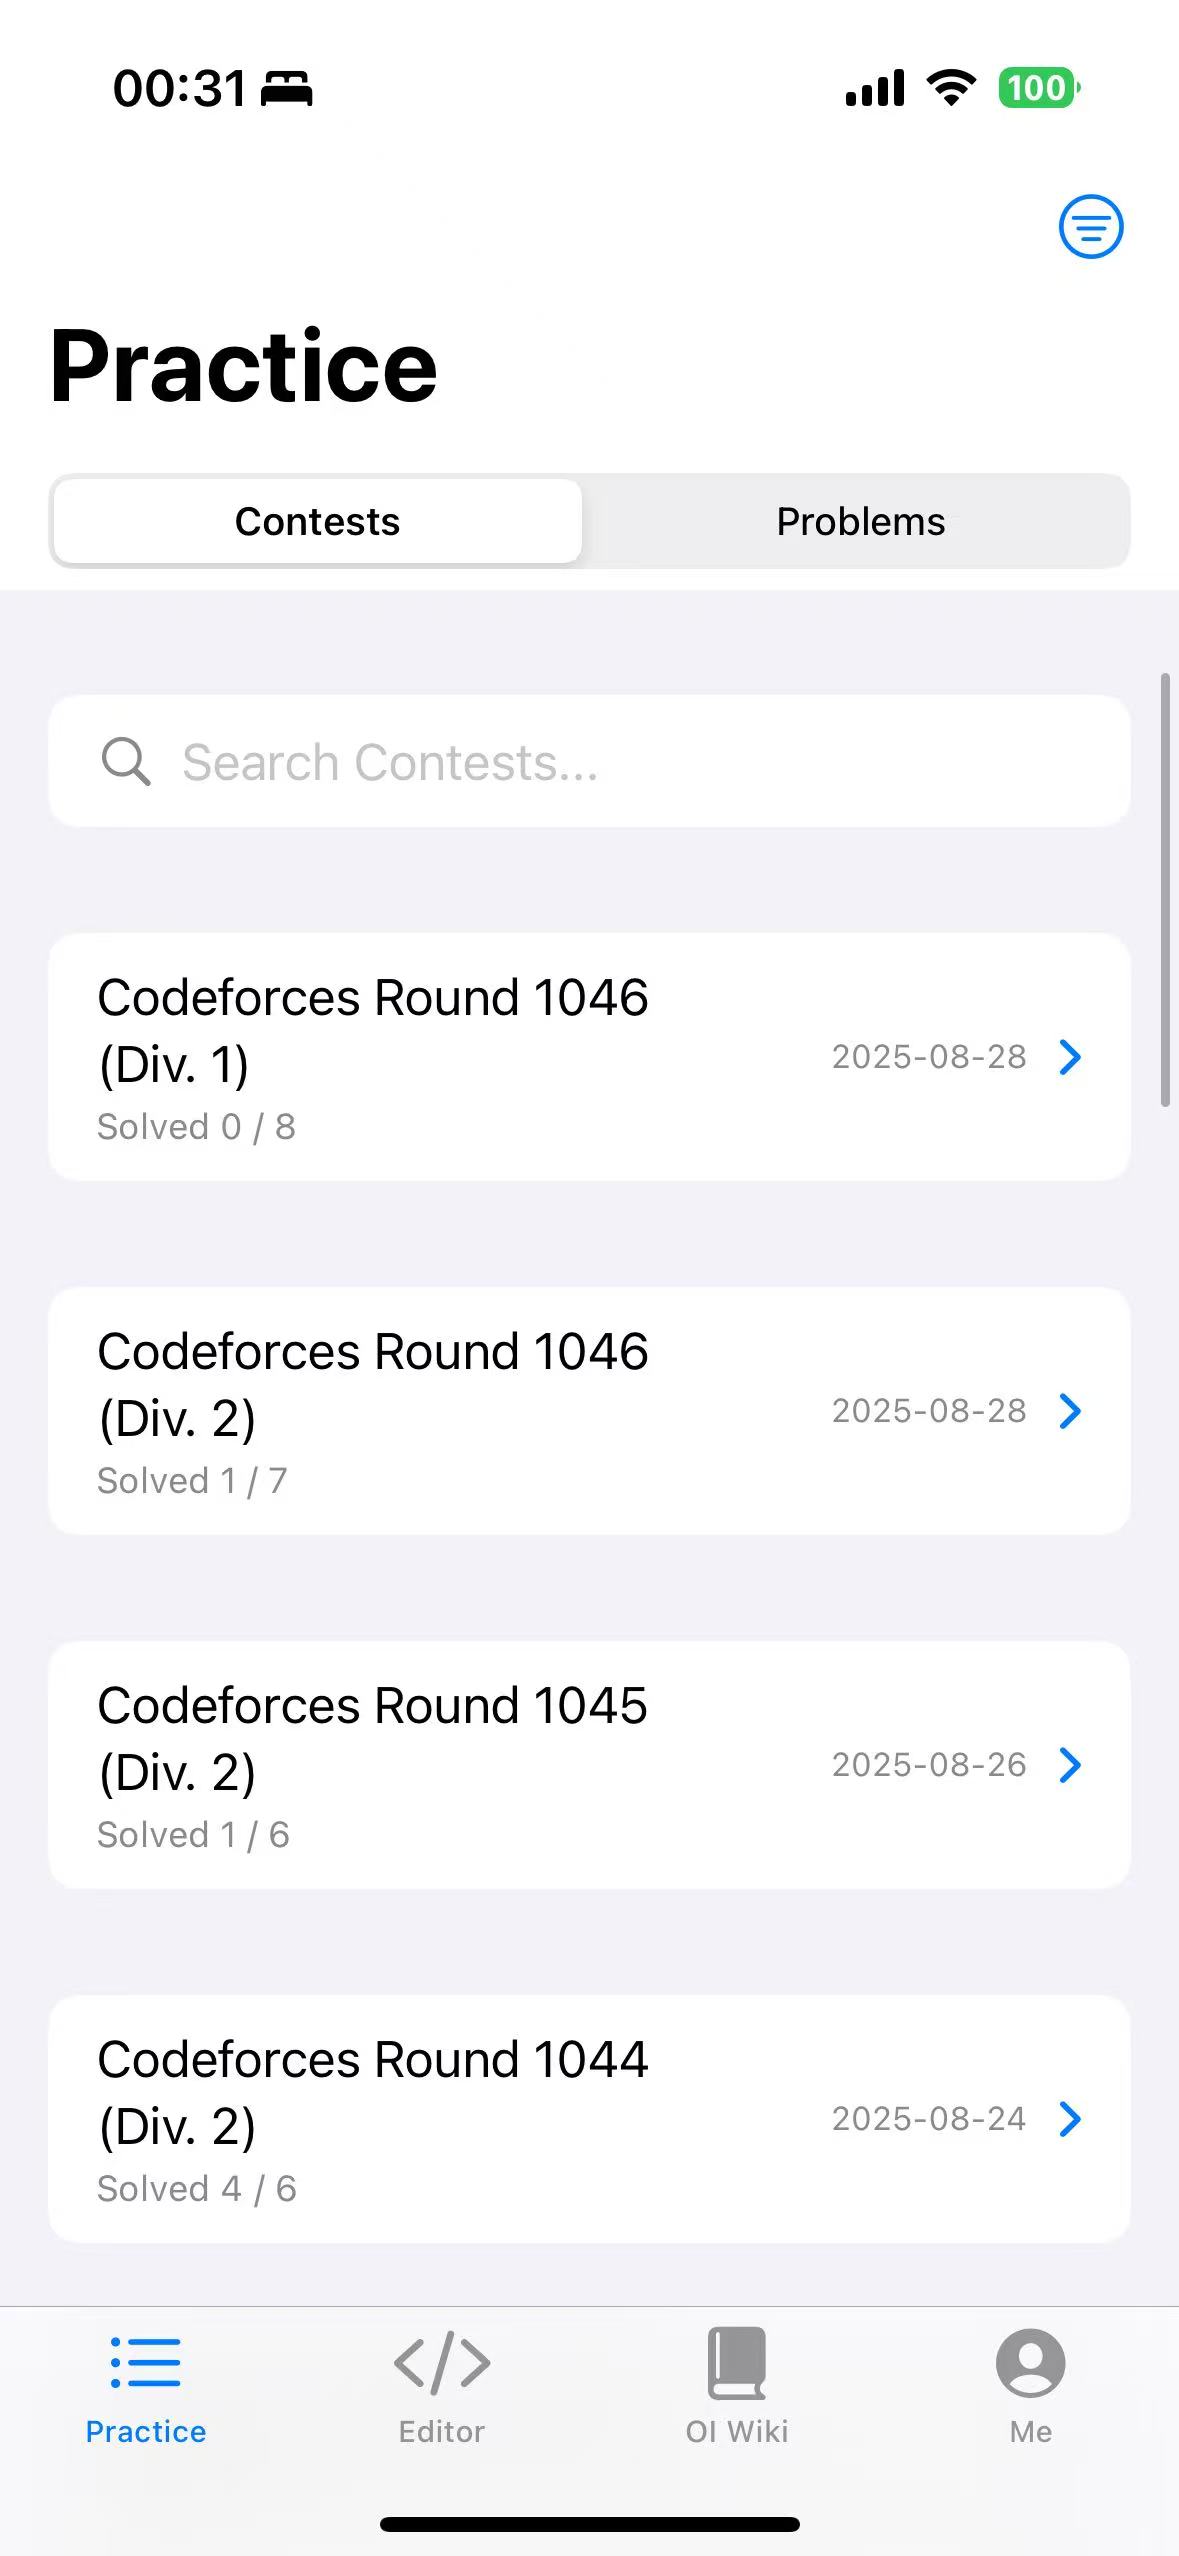 00:31
100
Practice
Contests
Problems
Search Contests...
Codeforces Round 1046
(Div. 1)
Solved 0 / 8
2025-08-28
Codeforces Round 1046
(Div. 2)
Solved 1 / 7
2025-08-28
Codeforces Round 1045
(Div. 2)
Solved 1 / 6
2025-08-26
Codeforces Round 1044
(Div. 2)
Solved 4 / 6
2025-08-24
Practice
Editor
OI Wiki
Me